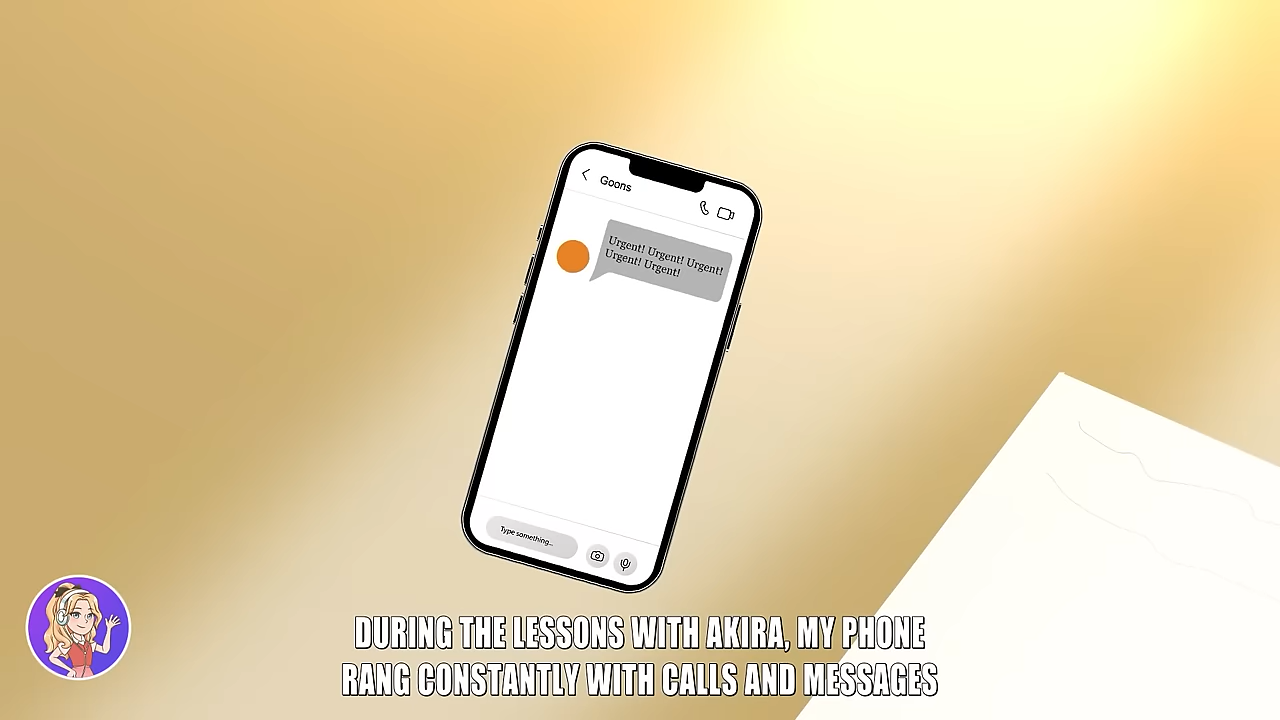 Goons
Urgent! Urgent! Urgent!
Urgent! Urgent!
Type something...
DURING THE LESSONS WITH AKIRA, MY PHONE
RANG CONSTANTLY WITH CALLS AND MESSAGES